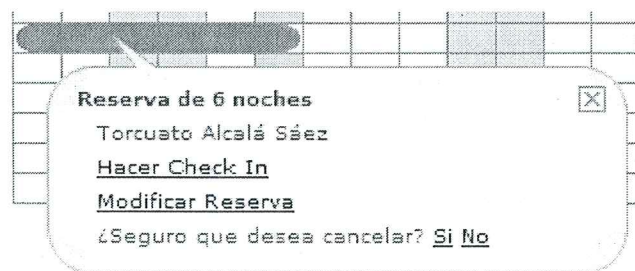 Reserva de 6 noches
Torcuato Alcalá Sáez
Hacer Check In
Modificar Reserva
¿Seguro que desea cancelar? Si No